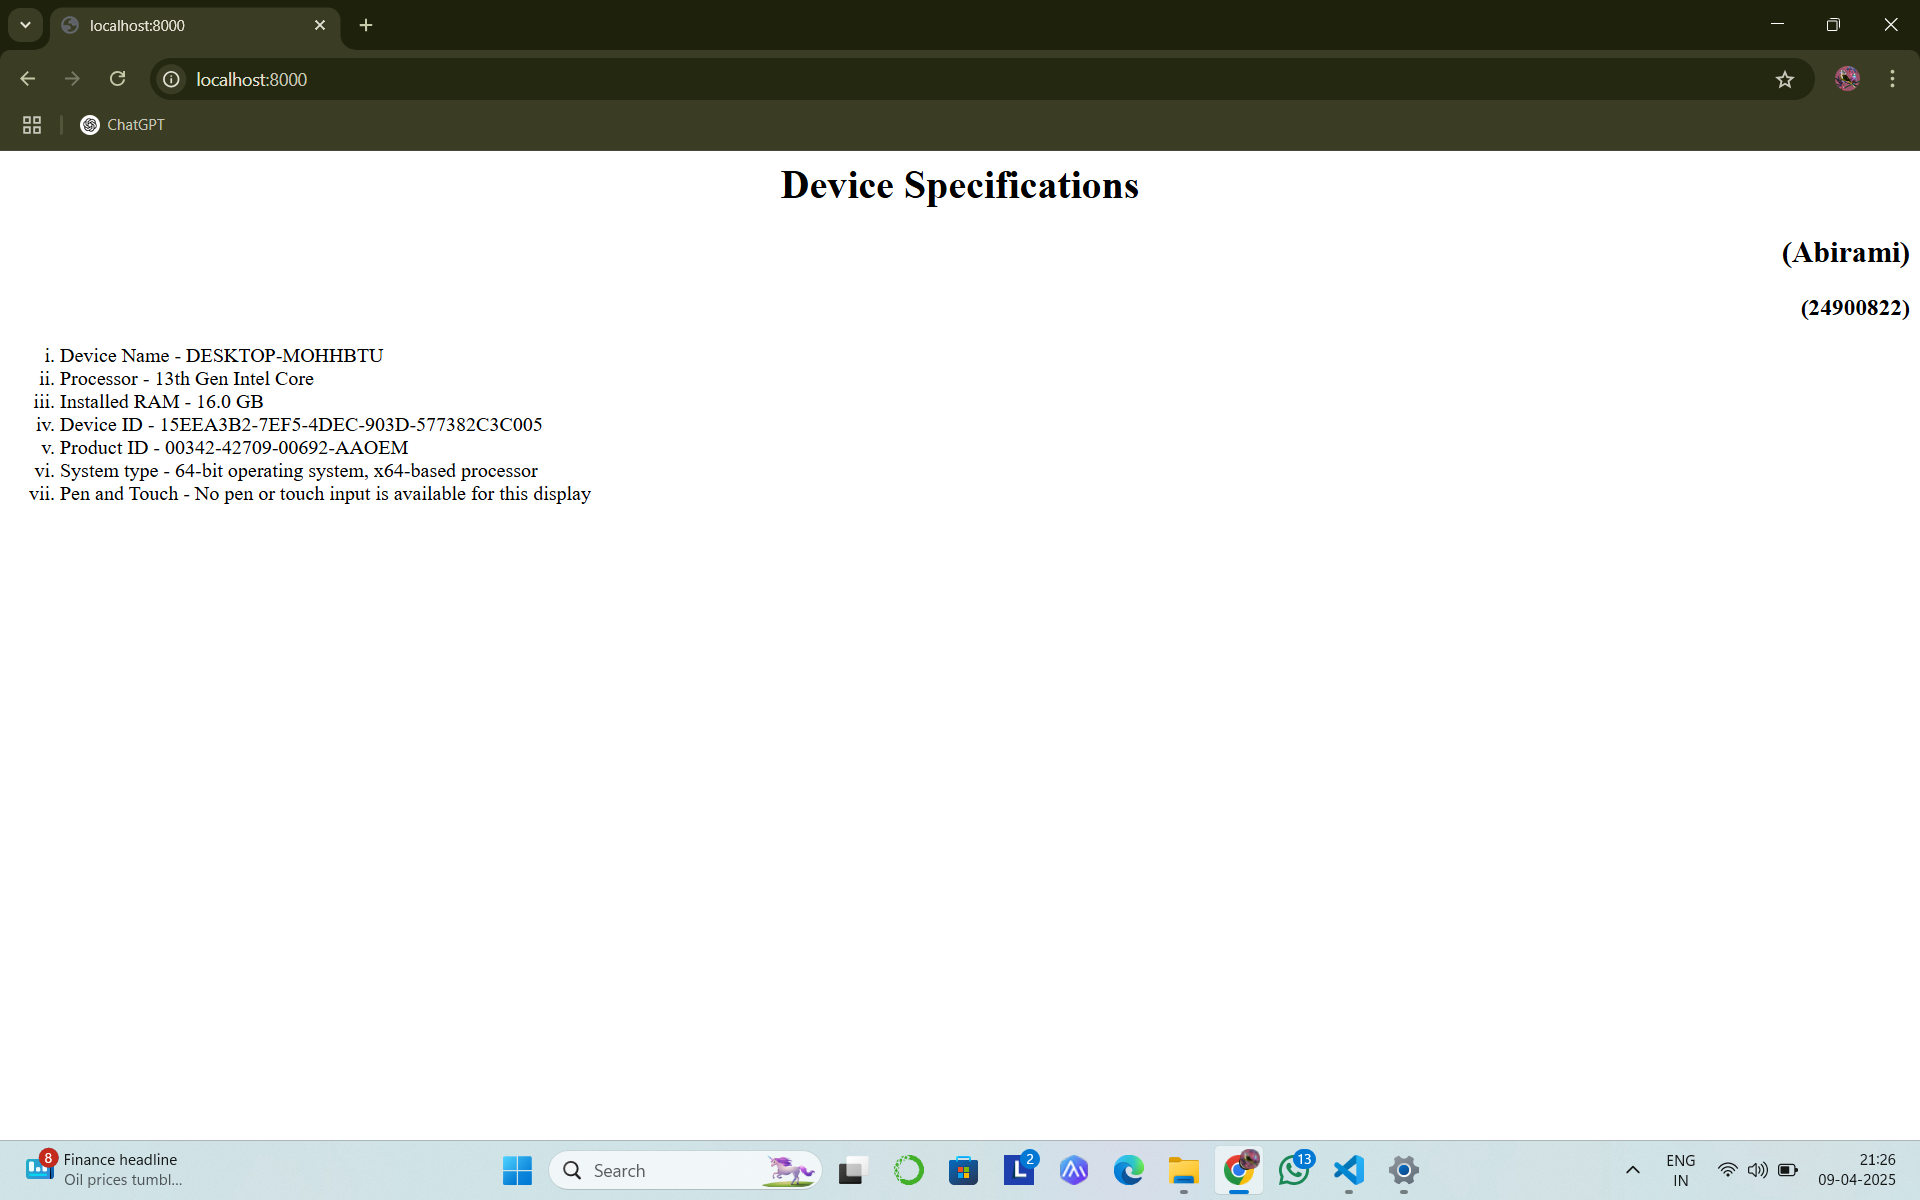 localhost:8000
localhost:8000
ChatGPT
Device Specifications
(Abirami)
(24900822)
i. Device Name - DESKTOP-MOHHBTU
ii. Processor - 13th Gen Intel Core
iii. Installed RAM - 16.0 GB
iv. Device ID - 15EEA3B2-7EF5-4DEC-903D-577382C3C005
v. Product ID - 00342-42709-00692-AAOEM
vi. System type - 64-bit operating system, x64-based processor
vii. Pen and Touch - No pen or touch input is available for this display
8
Finance headline
Oil prices tumbl...
Search
L 2
13
ENG
IN
21:26
09-04-2025